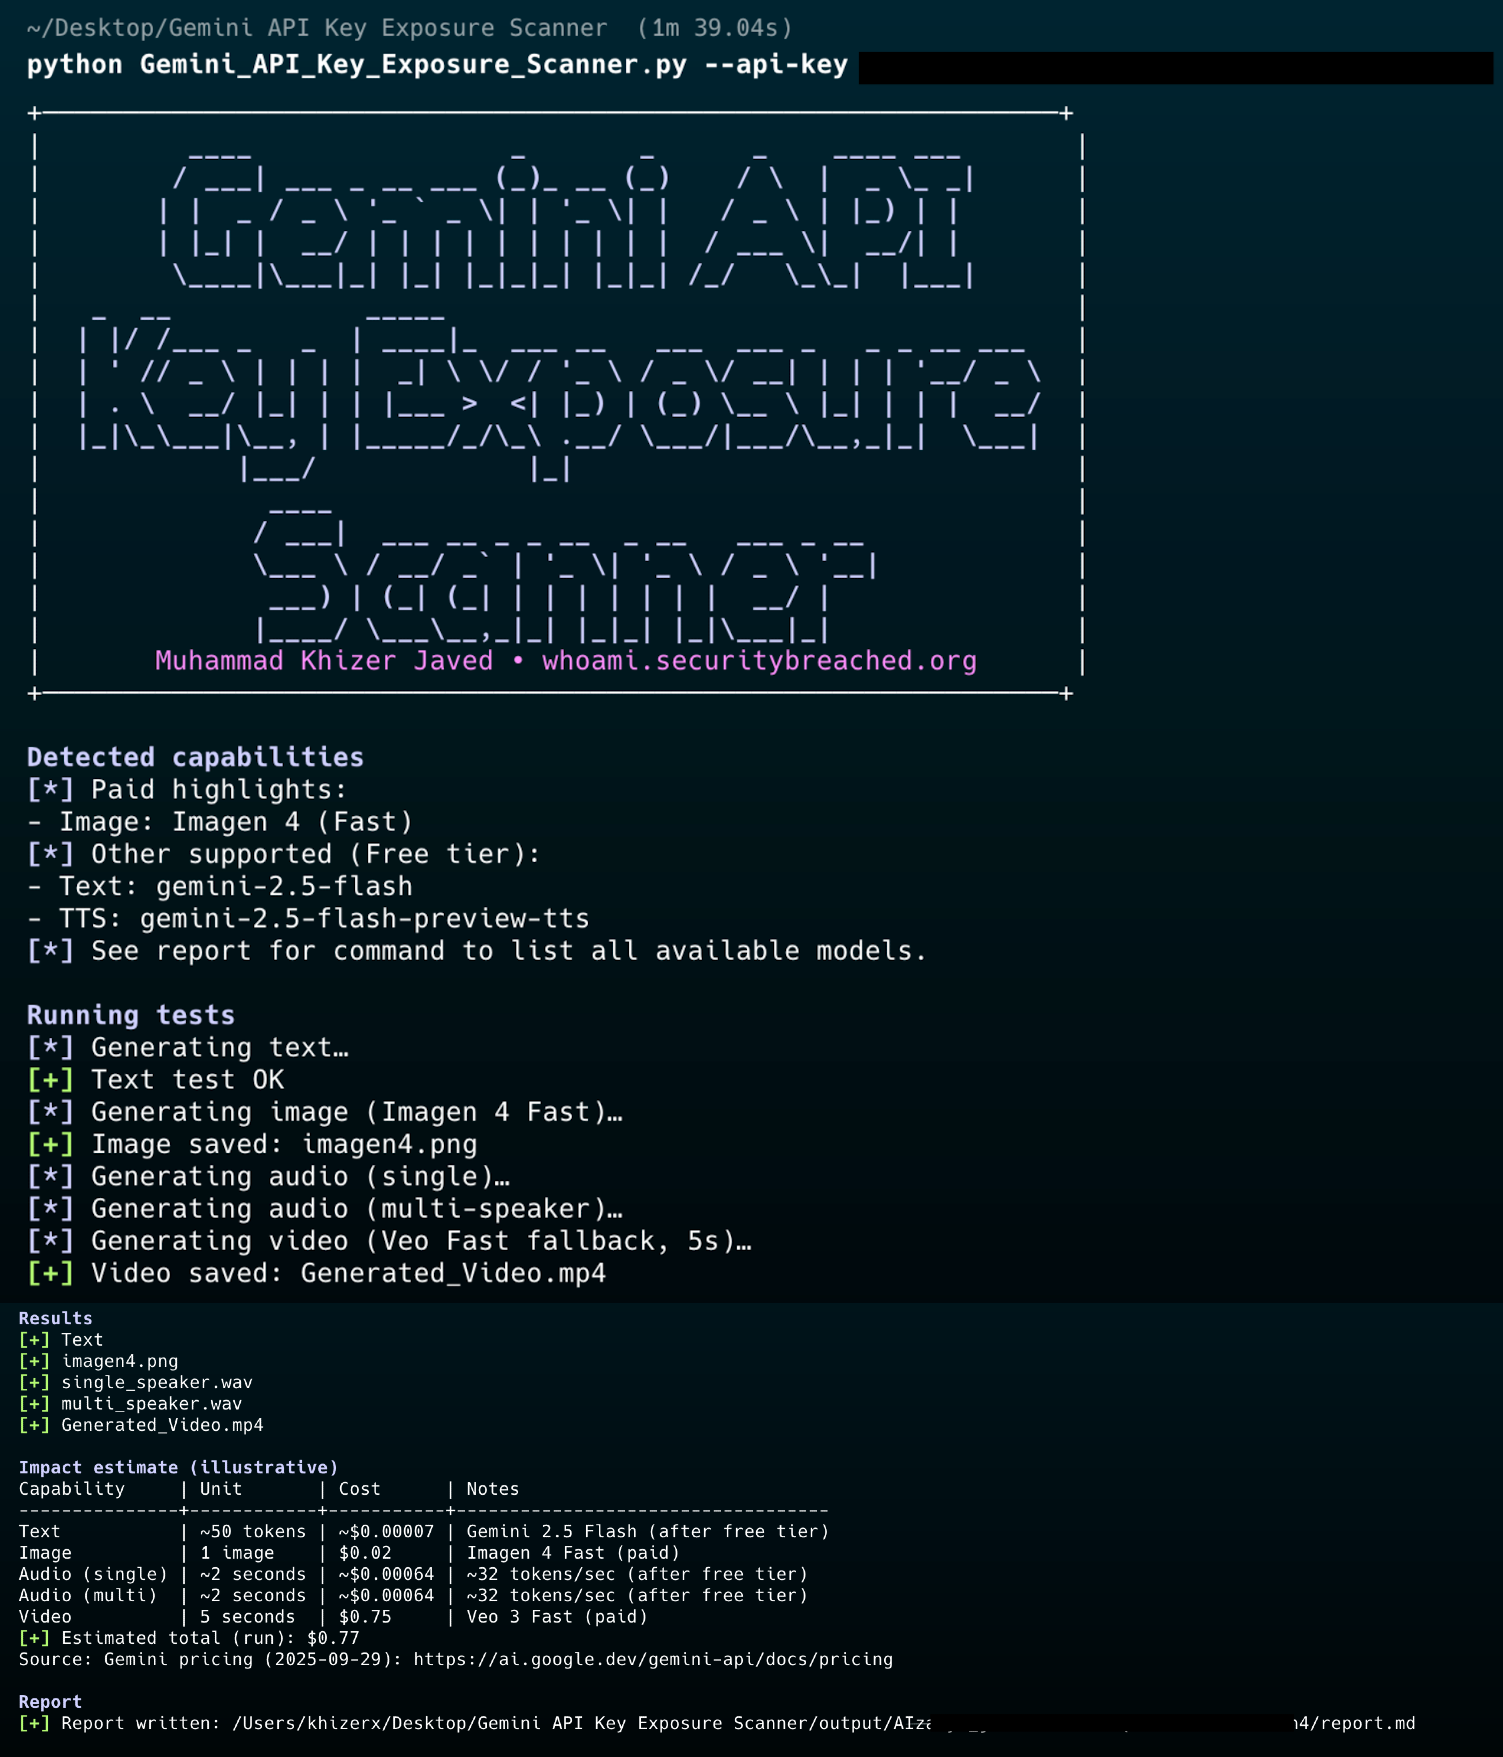 ~/Desktop/Gemini API Key Exposure Scanner (1m 39.04s)
python Gemini_API_Key_Exposure_Scanner.py --api-key
Gemini API
Key Exposure
Scanner
Muhammad Khizer Javed • whoami.securitybreached.org
Detected capabilities
[*] Paid highlights:
- Image: Imagen 4 (Fast)
[*] Other supported (Free tier):
- Text: gemini-2.5-flash
- TTS: gemini-2.5-flash-preview-tts
[*] See report for command to list all available models.
Running tests
[*] Generating text…
[+] Text test OK
[*] Generating image (Imagen 4 Fast)…
[+] Image saved: imagen4.png
[*] Generating audio (single)…
[*] Generating audio (multi-speaker)…
[*] Generating video (Veo Fast fallback, 5s)…
[+] Video saved: Generated_Video.mp4
Results
[+] Text
[+] imagen4.png
[+] single_speaker.wav
[+] multi_speaker.wav
[+] Generated_Video.mp4
Impact estimate (illustrative)
Capability | Unit | Cost | Notes
Text | ~50 tokens | ~$0.00007 | Gemini 2.5 Flash (after free tier)
Image | 1 image | $0.02 | Imagen 4 Fast (paid)
Audio (single) | ~2 seconds | ~$0.00064 | ~32 tokens/sec (after free tier)
Audio (multi) | ~2 seconds | ~$0.00064 | ~32 tokens/sec (after free tier)
Video | 5 seconds | $0.75 | Veo 3 Fast (paid)
[+] Estimated total (run): $0.77
Source: Gemini pricing (2025-09-29): https://ai.google.dev/gemini-api/docs/pricing
Report
[+] Report written: /Users/khizerx/Desktop/Gemini API Key Exposure Scanner/output/AIza 4/report.md